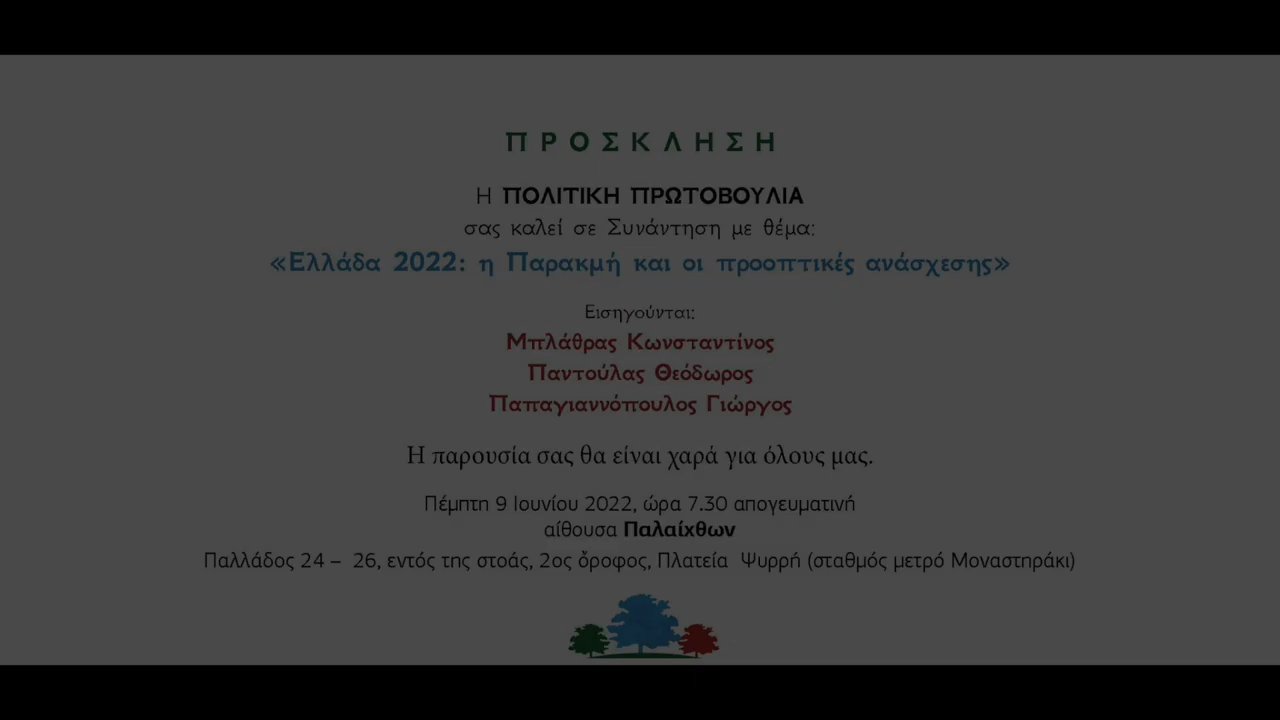 ΠΡΟΣΚΛΗΣΗ
Η ΠΟΛΙΤΙΚΗ ΠΡΩΤΟΒΟΥΛΙΑ
σας καλεί σε Συνάντηση με θέμα:
«Ελλάδα 2022: η Παρακμή και οι προοπτικές ανάσχεσης»
Εισηγούνται:
Μπλάθρας Κωνσταντίνος
Παντούλας Θεόδωρος
Παπαγιαννόπουλος Γιώργος
Η παρουσία σας θα είναι χαρά για όλους μας.
Πέμπτη 9 Ιουνίου 2022, ώρα 7.30 απογευματινή
αίθουσα Παλαίχθων
Παλλάδος 24 – 26, εντός της στοάς, 2ος ὄροφος, Πλατεία Ψυρρή (σταθμός μετρό Μοναστηράκι)